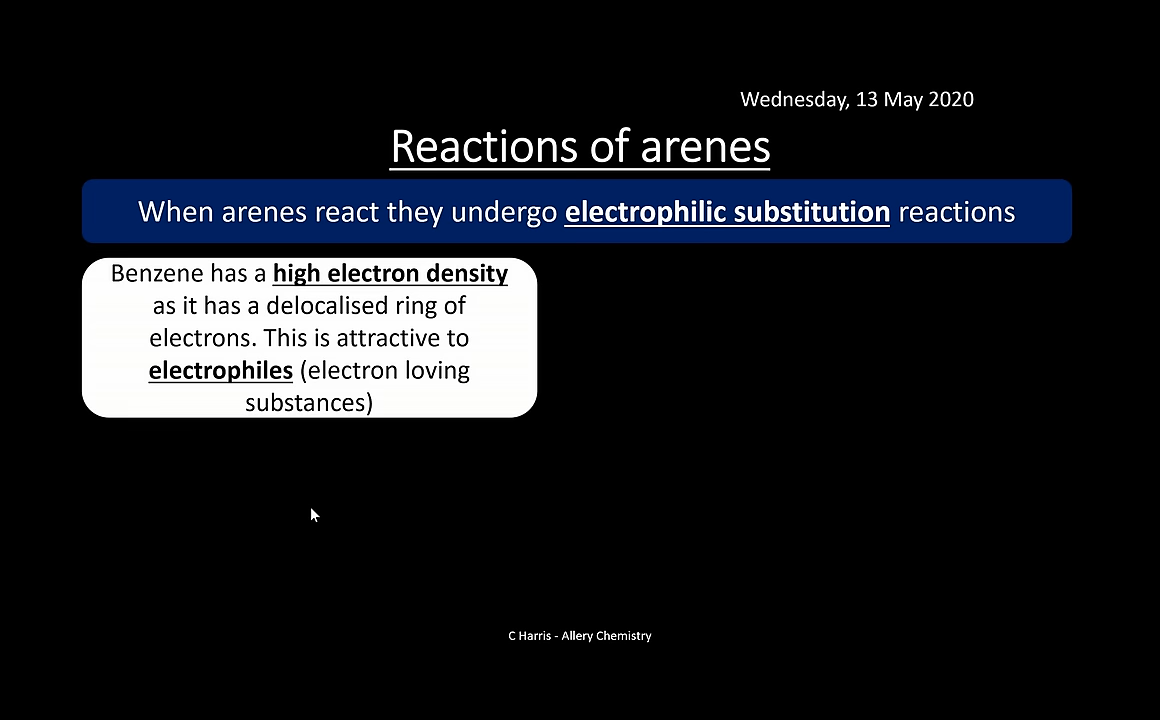 Wednesday, 13 May 2020
Reactions of arenes
When arenes react they undergo electrophilic substitution reactions
Benzene has a high electron density
as it has a delocalised ring of
electrons. This is attractive to
electrophiles (electron loving
substances)
C Harris - Allery Chemistry